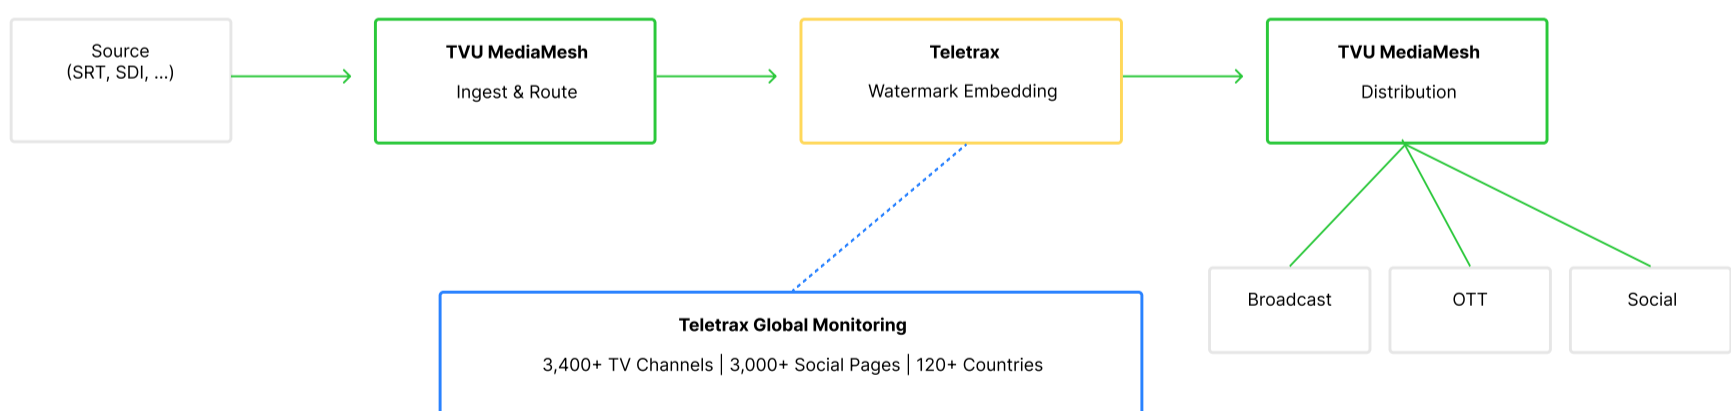 Source
(SRT, SDI, ...)
TVU MediaMesh
Ingest & Route
Teletrax
Watermark Embedding
TVU MediaMesh
Distribution
Broadcast
OTT
Social
Teletrax Global Monitoring
3,400+ TV Channels | 3,000+ Social Pages | 120+ Countries